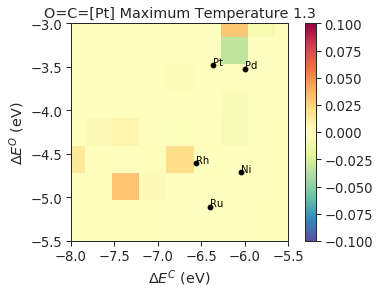 O=C=[Pt] Maximum Temperature 1.3
−3.0
−3.5
−4.0
−4.5
−5.0
−5.5
ΔE^O (eV)
Pt
Pd
Rh
Ni
Ru
−8.0 −7.5 −7.0 −6.5 −6.0 −5.5
ΔE^C (eV)
0.100
0.075
0.050
0.025
0.000
−0.025
−0.050
−0.075
−0.100